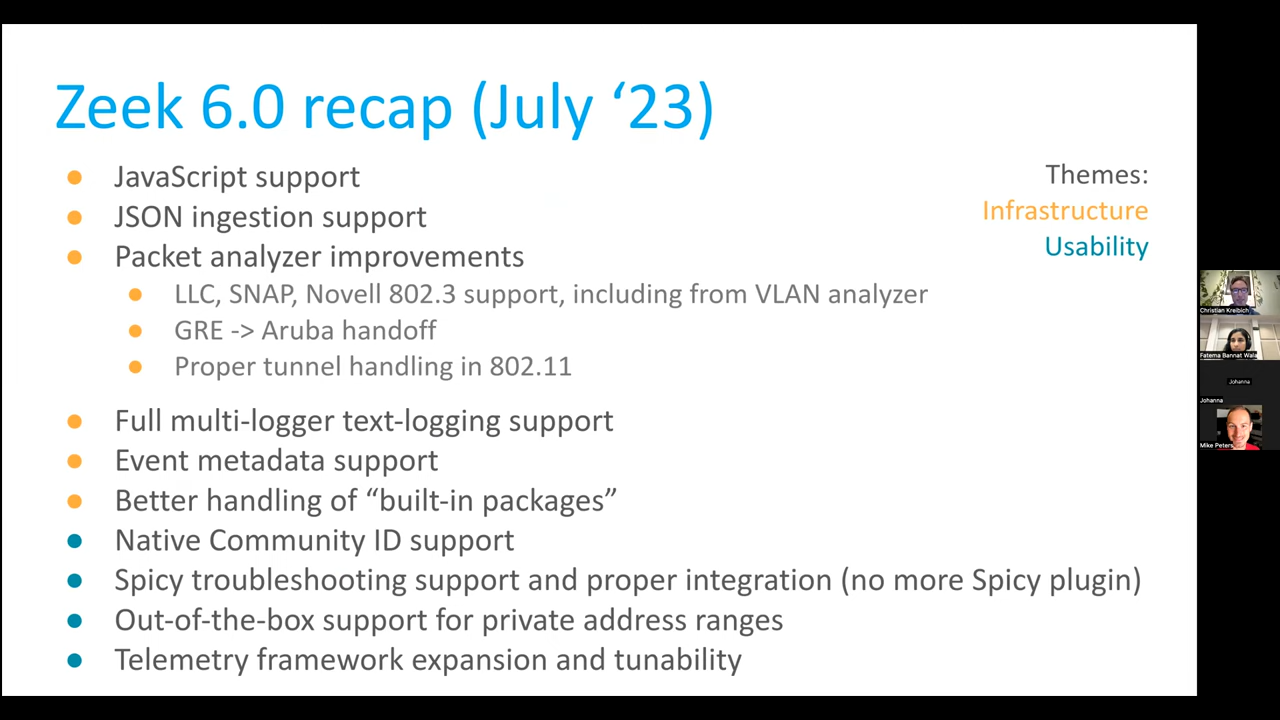 Zeek 6.0 recap (July ‘23)
JavaScript support
JSON ingestion support
Packet analyzer improvements
LLC, SNAP, Novell 802.3 support, including from VLAN analyzer
GRE -> Aruba handoff
Proper tunnel handling in 802.11
Full multi-logger text-logging support
Event metadata support
Better handling of “built-in packages”
Native Community ID support
Spicy troubleshooting support and proper integration (no more Spicy plugin)
Out-of-the-box support for private address ranges
Telemetry framework expansion and tunability
Themes:
Infrastructure
Usability
Christian Kreibich
Fatema Bannat Wala
Johanna
Johanna
Mike Peters